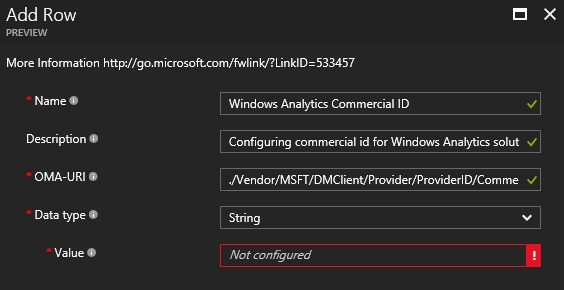 Add Row
PREVIEW
More Information http://go.microsoft.com/fwlink/?LinkID=533457
* Name Windows Analytics Commercial ID
Description Configuring commercial id for Windows Analytics solut
* OMA-URI ./Vendor/MSFT/DMClient/Provider/ProviderID/Comme
* Data type String
* Value Not configured